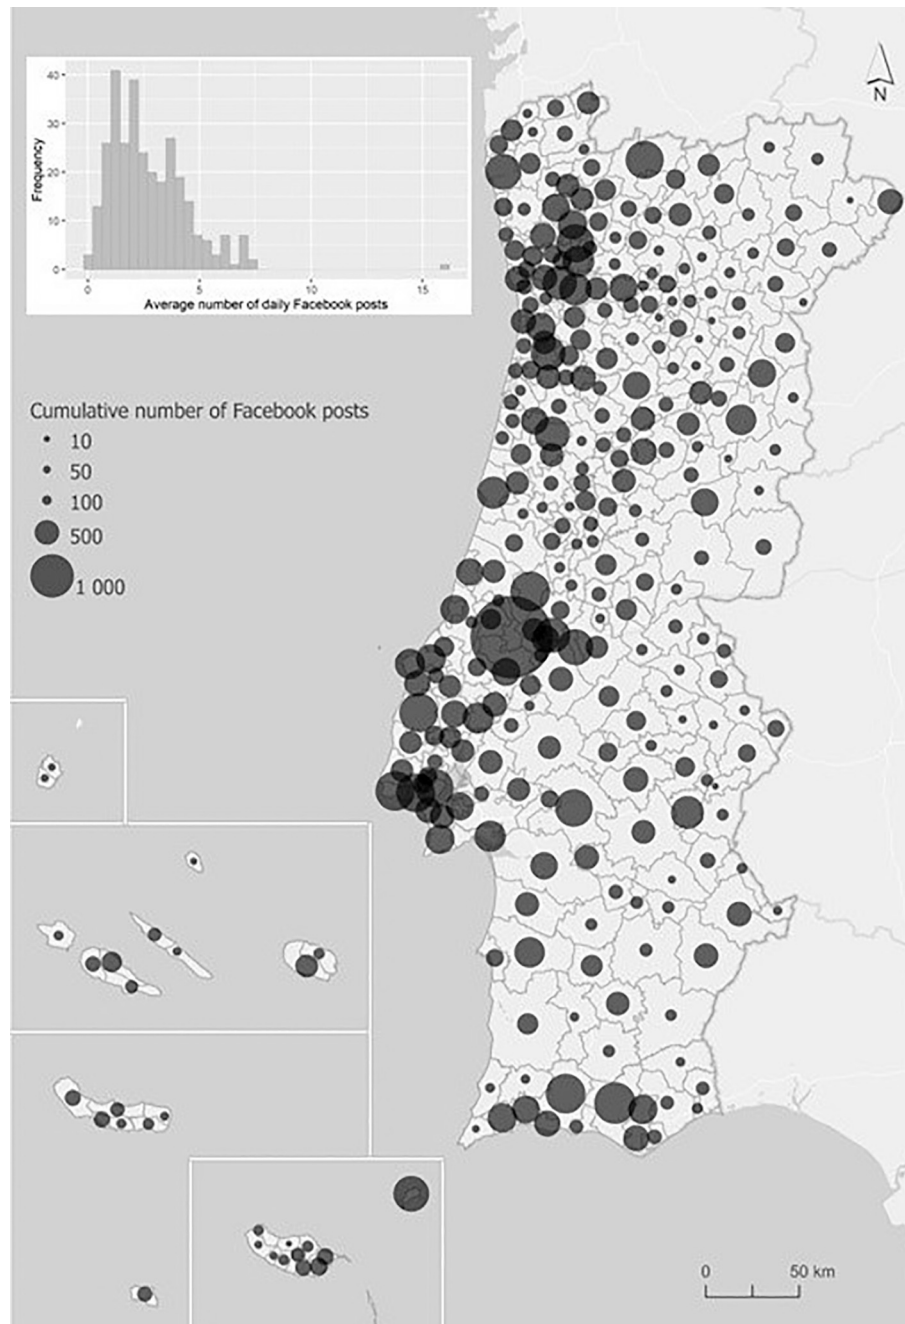 N
40
30
20
10
0
Frequency
0 5 10 15
Average number of daily Facebook posts
Cumulative number of Facebook posts
10
50
100
500
1 000
0 50 km